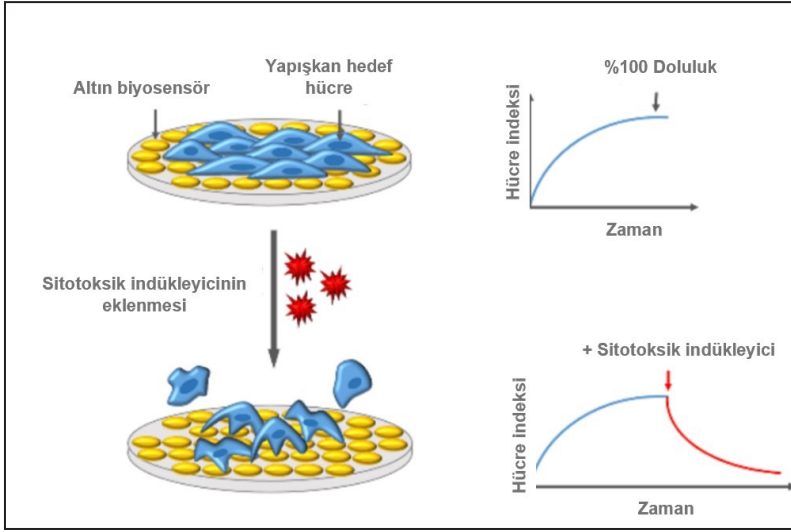 Altın biyosensör
Yapışkan hedef
hücre
%100 Doluluk
Hücre indeksi
Zaman
Sitotoksik indükleyicinin
eklenmesi
+ Sitotoksik indükleyici
Hücre indeksi
Zaman